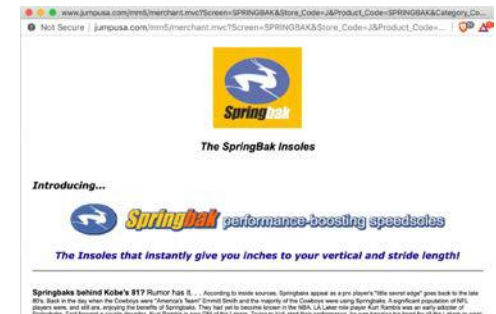 www.jumpusa.com/mm5/merchant.mvc?Screen=SPRINGBAK&Store_Code=J&Product_Code=SPRINGBAK&Category_Co...
Not Secure | jumpusa.com/mm5/merchant.mvc?Screen=SPRINGBAK&Store_Code=J&Product_Code=...
Springbak
The SpringBak Insoles
Introducing...
Springbak performance-boosting speedsoles
The Insoles that instantly give you inches to your vertical and stride length!
Springbaks behind Kobe's 81? Rumor has it. . . According to inside sources, Springbaks appeal as a pro player's "little secret edge" goes back to the late
80's. Back in the day when the Cowboys were "America's Team" Emmitt Smith and the majority of the Cowboys were using Springbaks. A significant population of NFL
players were, and still are, enjoying the benefits of Springbaks. They had yet to become known in the NBA. LA Laker role player Kurt Rambis was an early adopter of